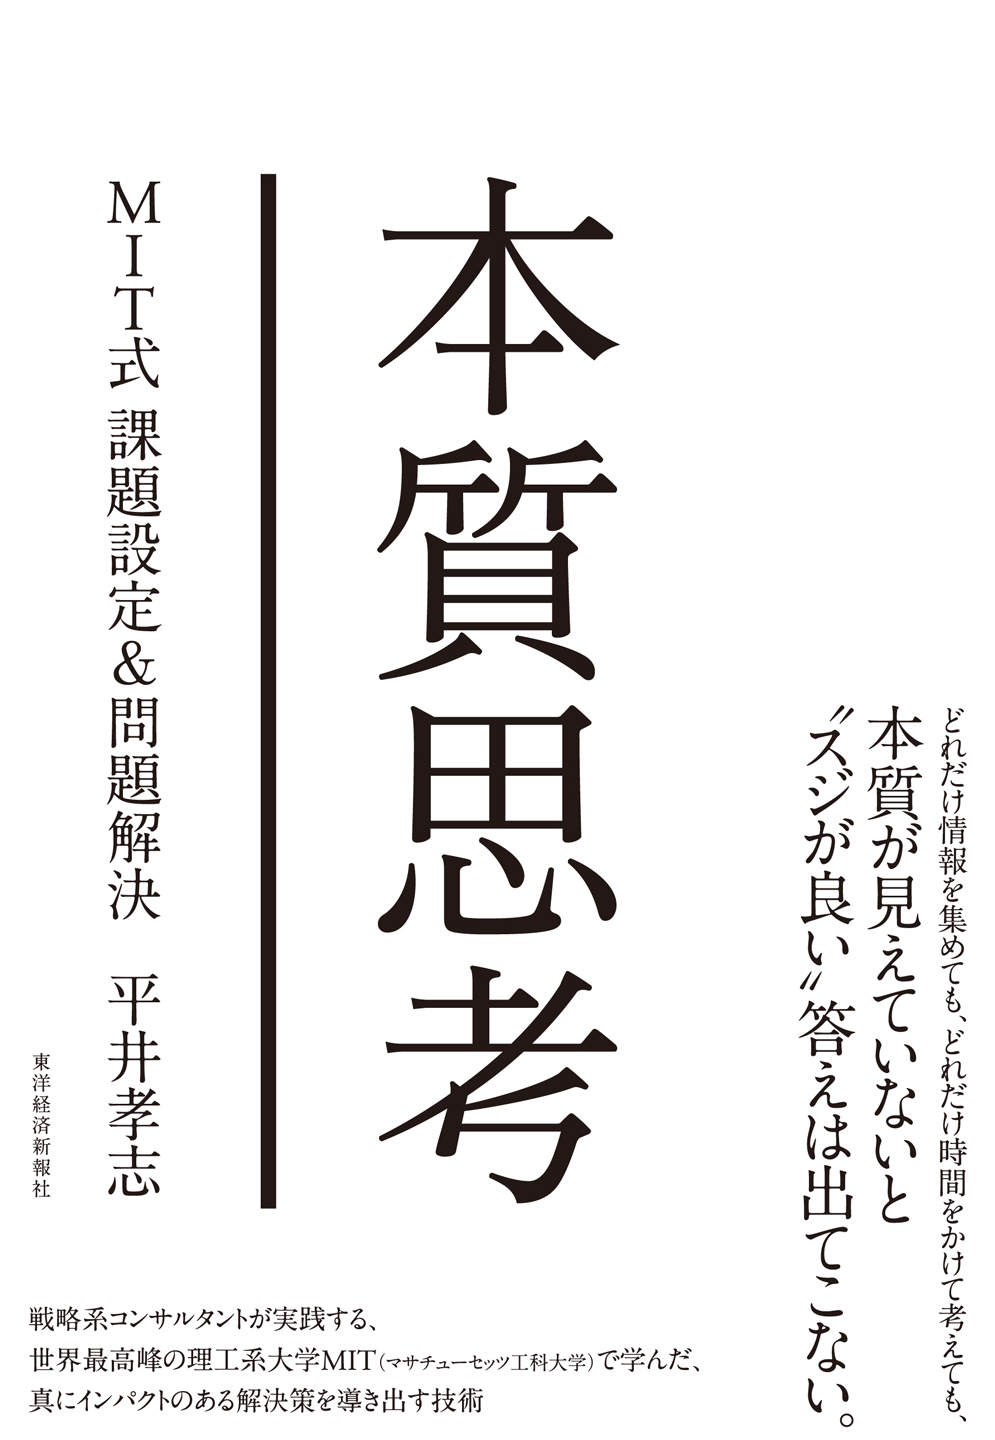 どれだけ情報を集めても、どれだけ時間をかけて考えても、
本質が見えていないと
〝スジが良い〟答えは出てこない。
本質思考
MIT式 課題設定&問題解決
平井孝志
東洋経済新報社
戦略系コンサルタントが実践する、
世界最高峰の理工系大学MIT(マサチューセッツ工科大学)で学んだ、
真にインパクトのある解決策を導き出す技術